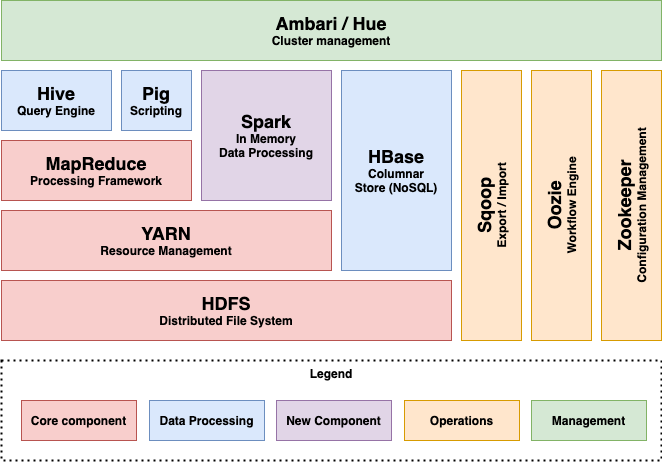 Ambari / Hue
Cluster management
Hive
Query Engine
Pig
Scripting
Spark
In Memory
Data Processing
HBase
Columnar
Store (NoSQL)
Sqoop
Export / Import
Oozie
Workflow Engine
Zookeeper
Configuration Management
MapReduce
Processing Framework
YARN
Resource Management
HDFS
Distributed File System
Legend
Core component
Data Processing
New Component
Operations
Management